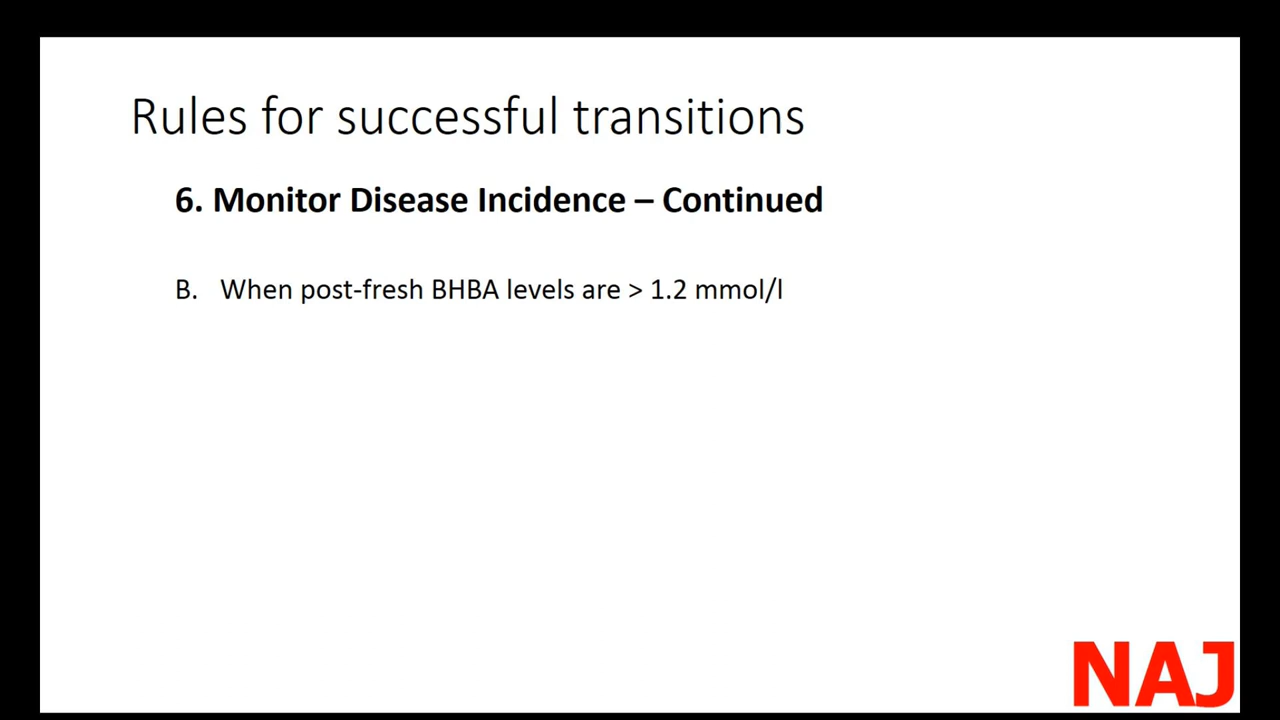 Rules for successful transitions
6. Monitor Disease Incidence – Continued
B. When post-fresh BHBA levels are > 1.2 mmol/l
NAJ